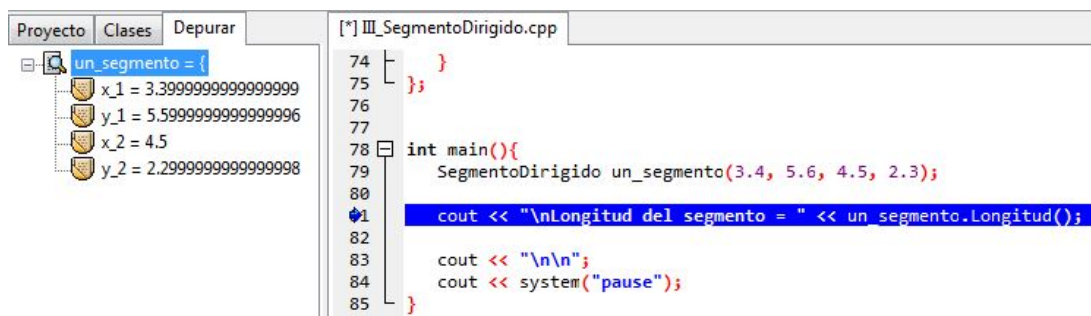 Proyecto Clases Depurar
un_segmento = {
x_1 = 3.3999999999999999
y_1 = 5.5999999999999996
x_2 = 4.5
y_2 = 2.2999999999999998
[*] III_SegmentoDirigido.cpp
74 }
75 };
76
77
78 int main(){
79 SegmentoDirigido un_segmento(3.4, 5.6, 4.5, 2.3);
80
1 cout << "\nLongitud del segmento = " << un_segmento.Longitud();
82
83 cout << "\n\n";
84 cout << system("pause");
85 }